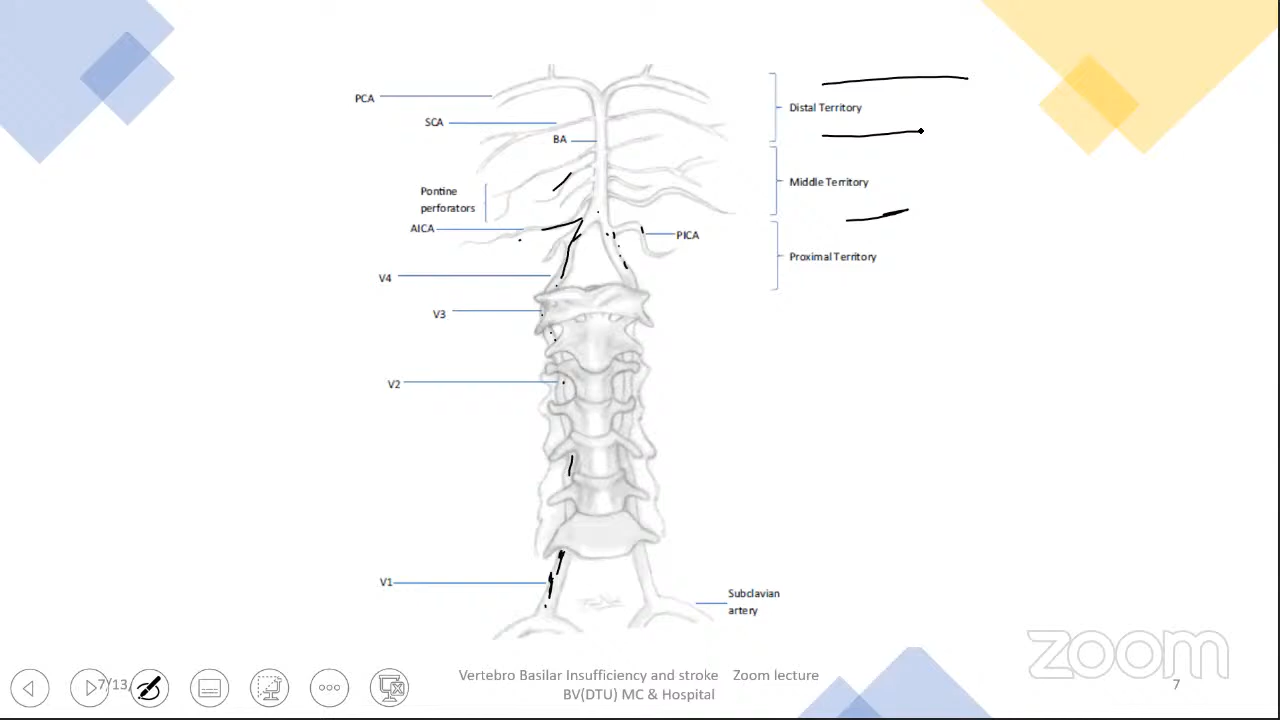 PCA
SCA
BA
Distal Territory
Pontine
perforators
Middle Territory
AICA
PICA
Proximal Territory
V4
V3
V2
V1
Subclavian
artery
zoom
7/13/
Vertebro Basilar Insufficiency and stroke Zoom lecture
BV(DTU) MC & Hospital
7